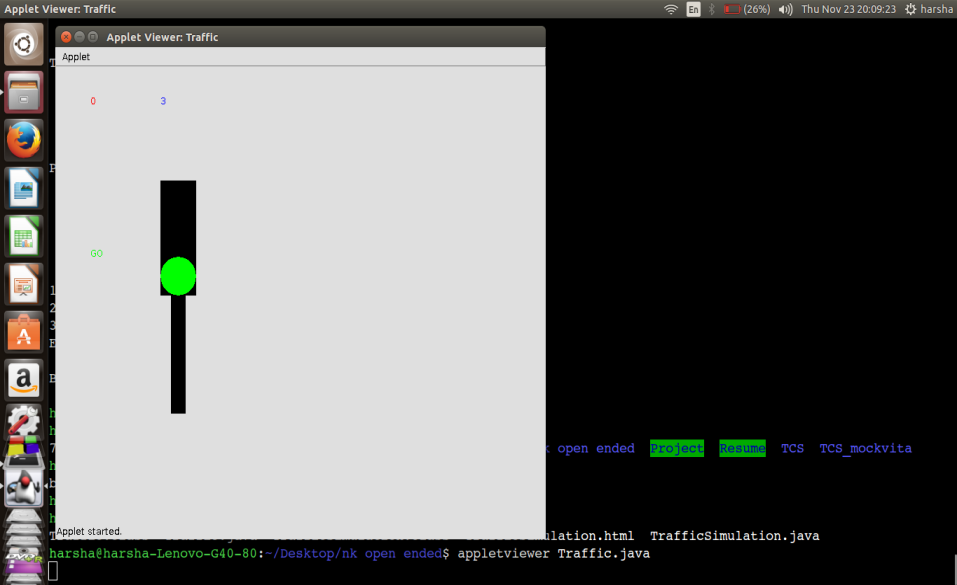 Applet Viewer: Traffic En (26%) Thu Nov 23 20:09:23 harsha
Applet Viewer: Traffic
Applet
0 3
GO
open ended Project Resume TCS TCS_mockvita
Applet started.
TrafficSimulation.java
harsha@harsha-Lenovo-G40-80:~/Desktop/nk open ended$ appletviewer Traffic.java